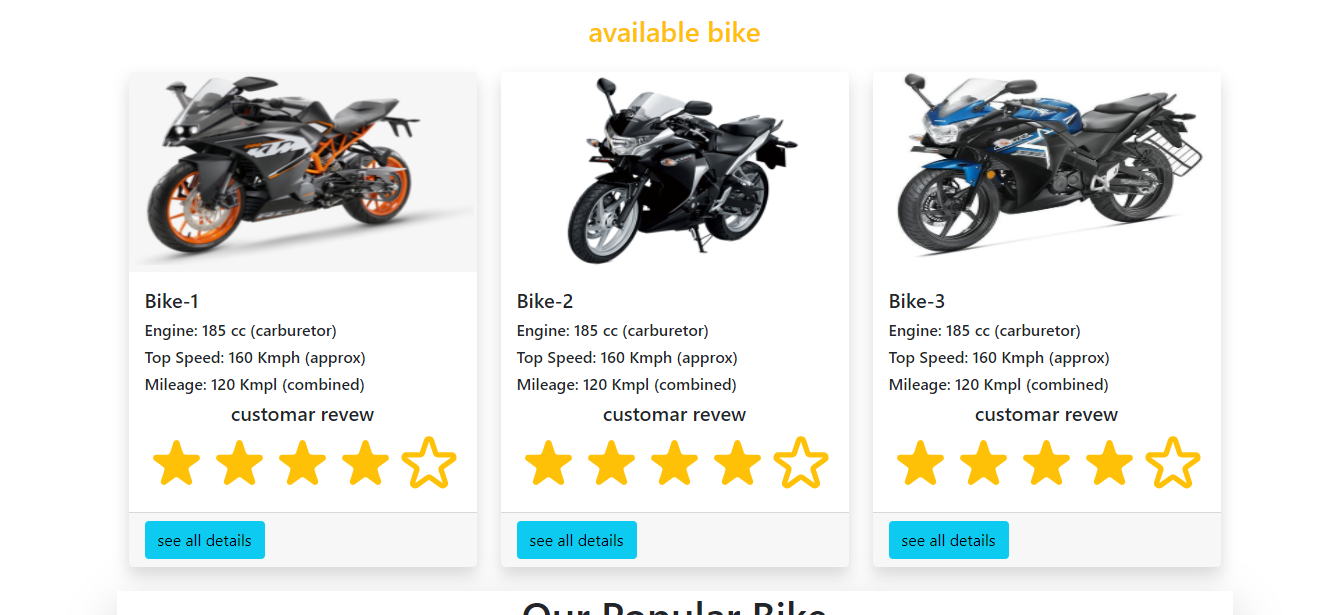 available bike
KTM
Bike-1
Engine: 185 cc (carburetor)
Top Speed: 160 Kmph (approx)
Mileage: 120 Kmpl (combined)
customar revew
see all details
Bike-2
Engine: 185 cc (carburetor)
Top Speed: 160 Kmph (approx)
Mileage: 120 Kmpl (combined)
customar revew
see all details
Bike-3
Engine: 185 cc (carburetor)
Top Speed: 160 Kmph (approx)
Mileage: 120 Kmpl (combined)
customar revew
see all details
Our Popular Bike